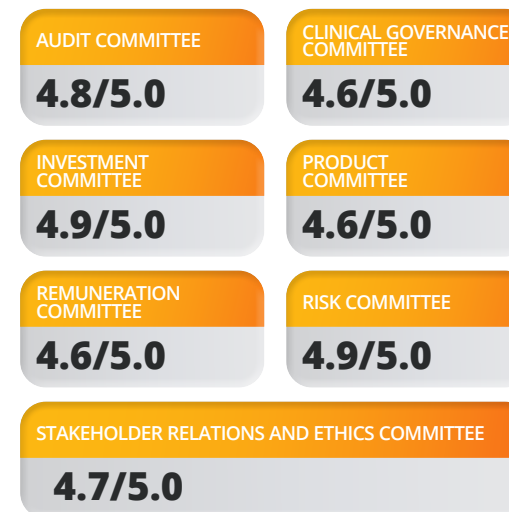 AUDIT COMMITTEE
4.8/5.0
CLINICAL GOVERNANCE
COMMITTEE
4.6/5.0
INVESTMENT
COMMITTEE
4.9/5.0
PRODUCT
COMMITTEE
4.6/5.0
REMUNERATION
COMMITTEE
4.6/5.0
RISK COMMITTEE
4.9/5.0
STAKEHOLDER RELATIONS AND ETHICS COMMITTEE
4.7/5.0